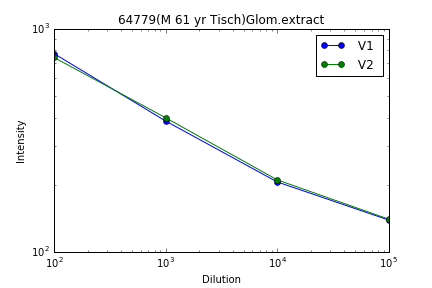 64779(M 61 yr Tisch)Glom.extract
10³
V1
V2
Intensity
10²
10² 10³ 10⁴ 10⁵
Dilution